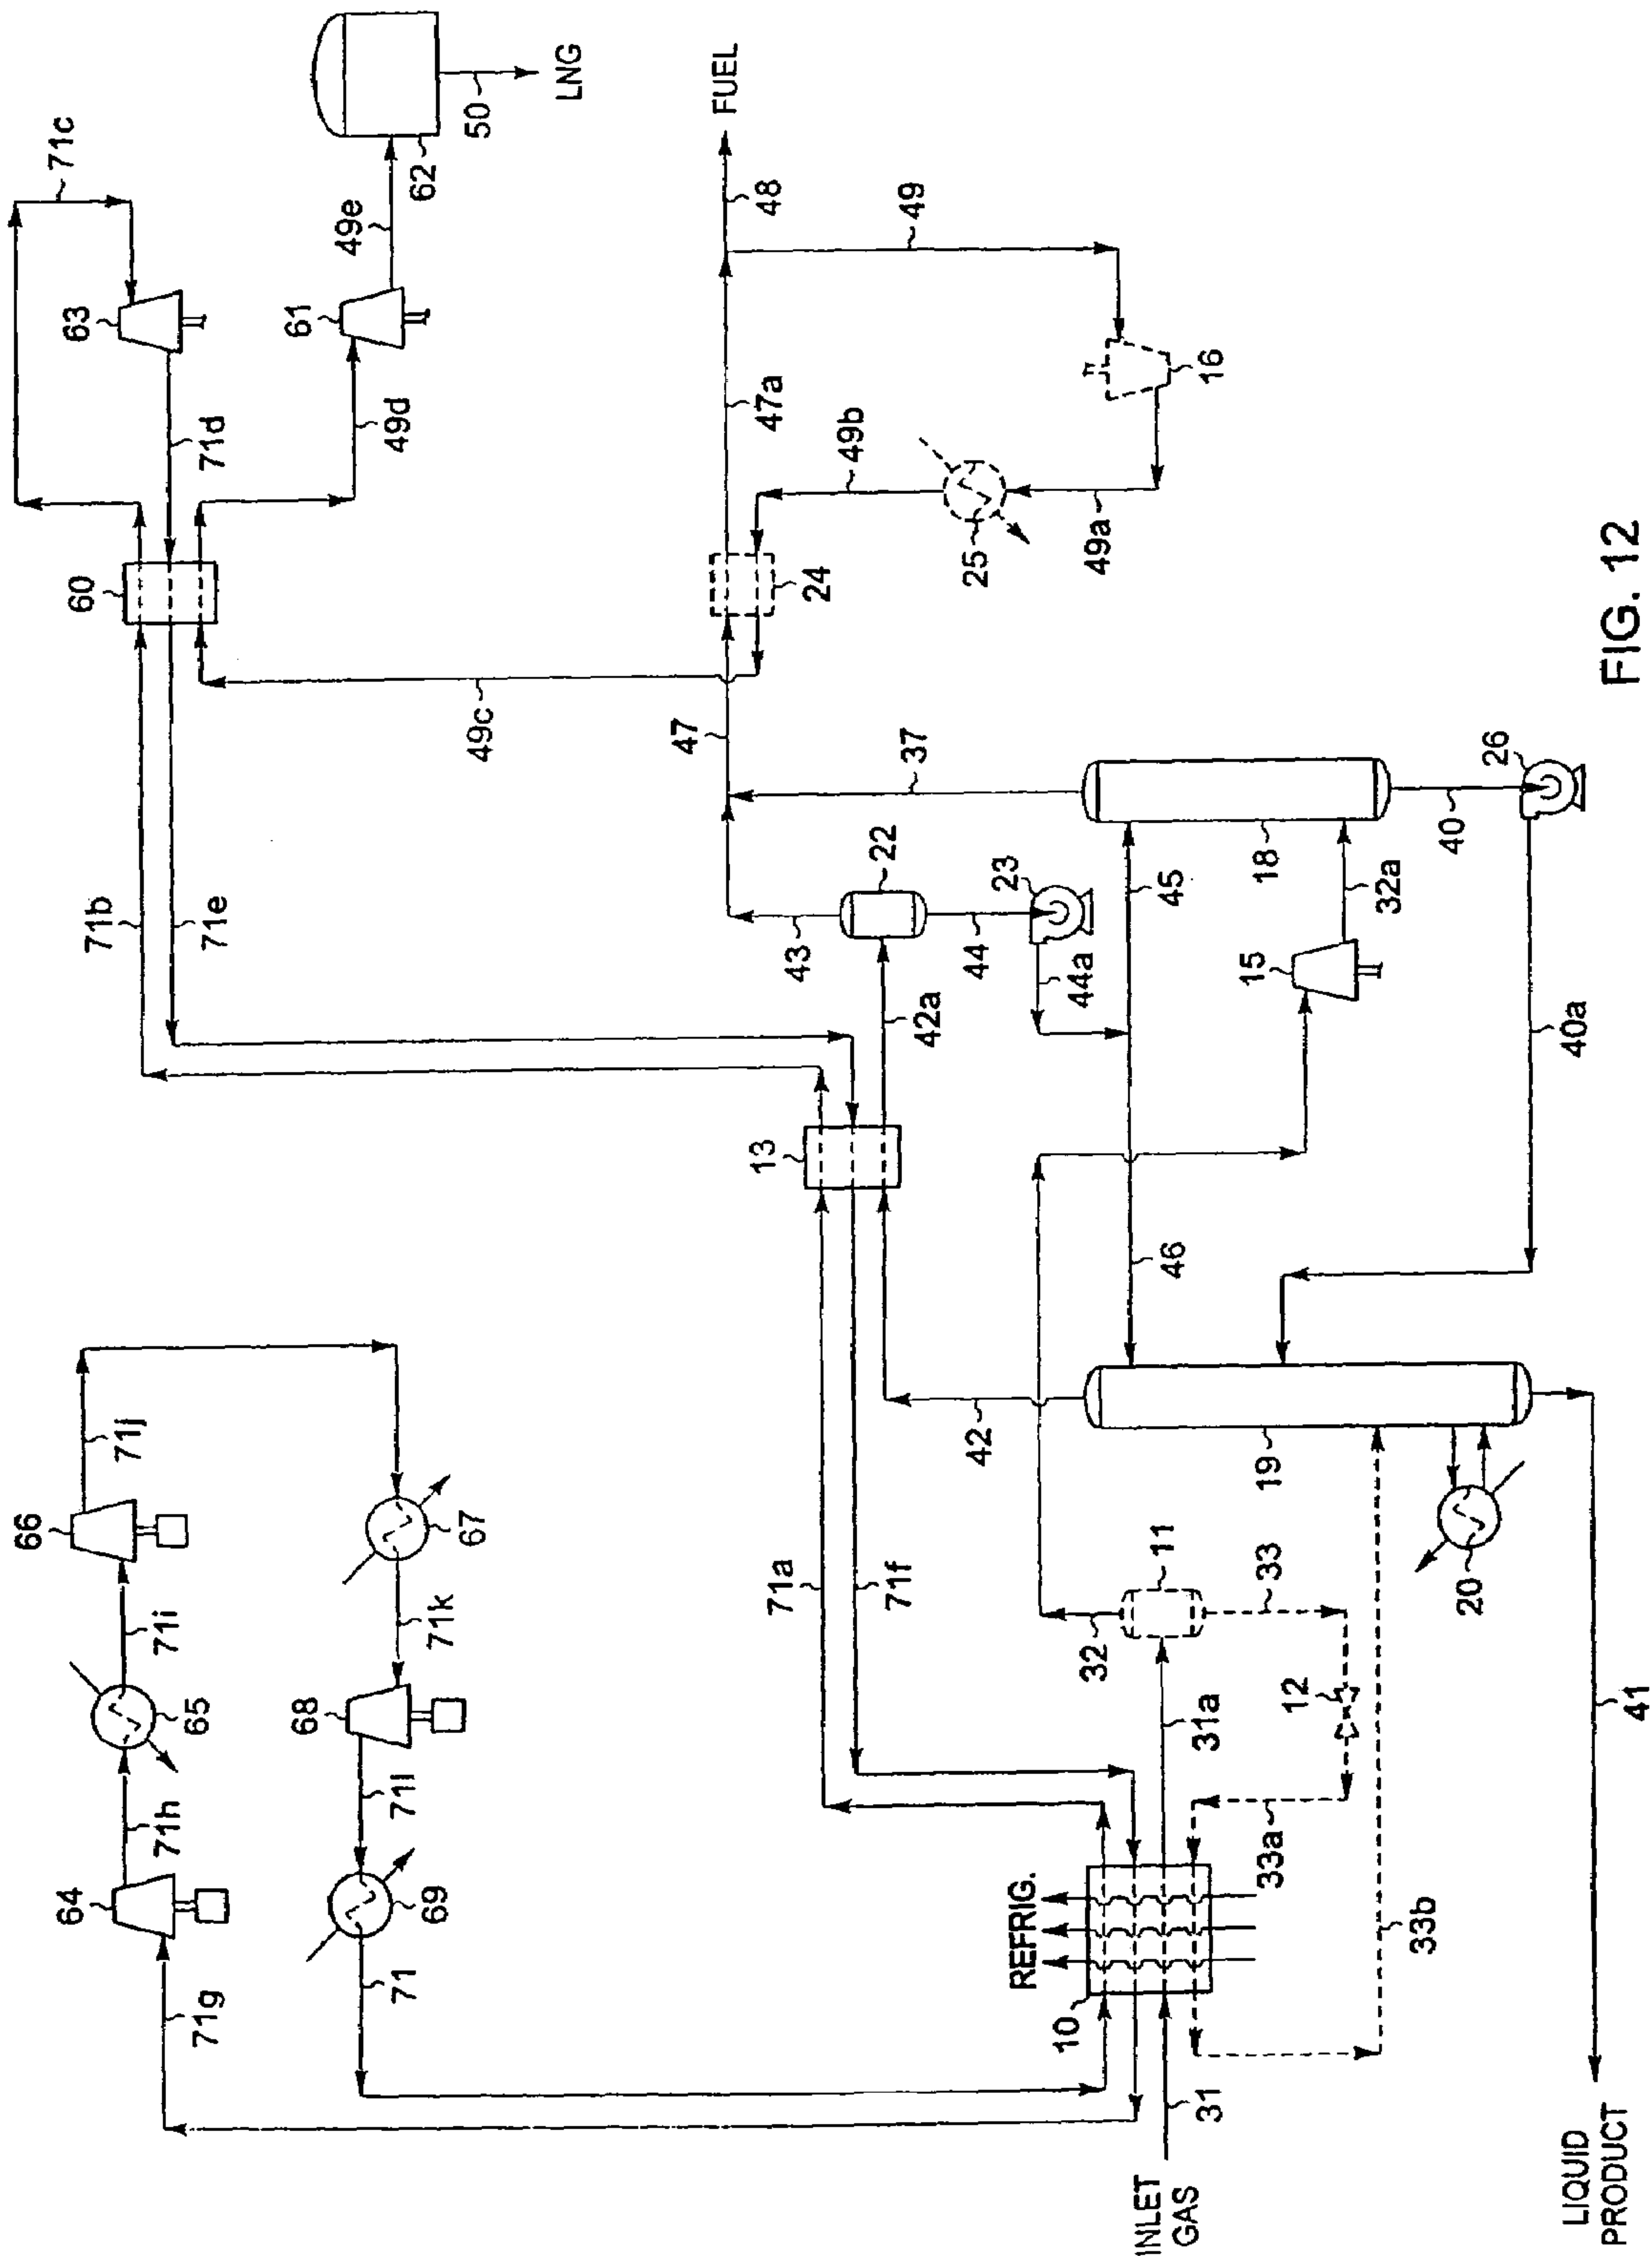 66
71c
64
60
63
71j
71b
71h
71i
65
71g
71e
71d
68
61
49e
71
71l
49d
69
71k
67
62
50
49c
LNG
47
FUEL
71a
13
47a
48
43
24
49b
71f
22
37
49
42a
42
44
25
23
REFRIG.
10
44a
32
49a
INLET
GAS
11
46
45
31
31a
16
15
33a
33
19
18
12
32a
33b
20
40
26
40a
LIQUID
PRODUCT
41
FIG. 12